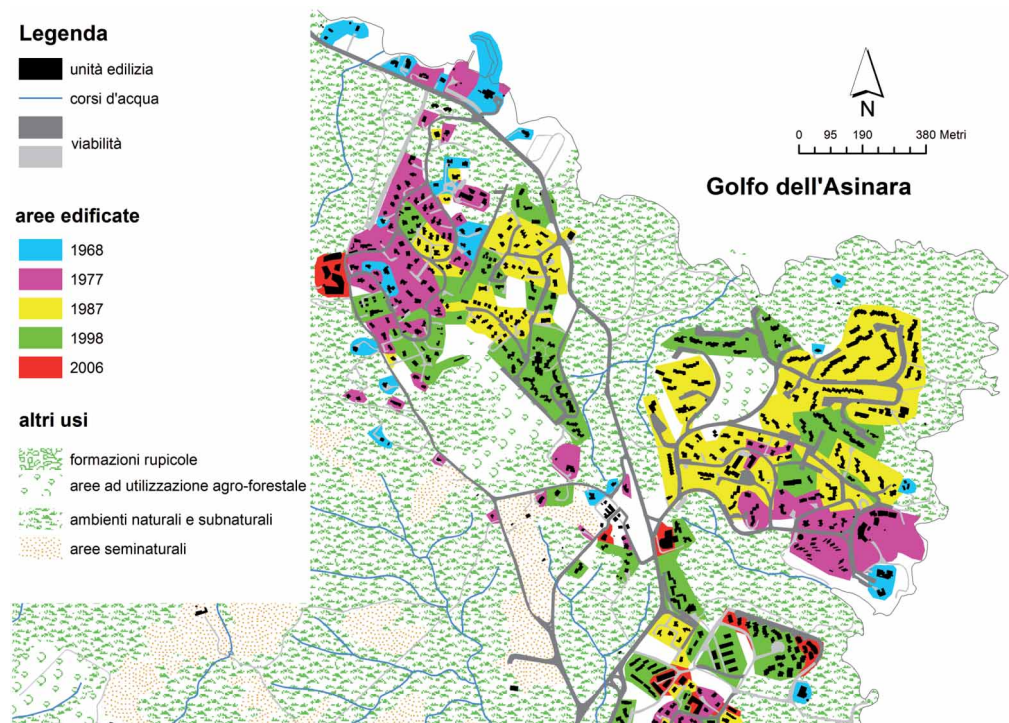 Legenda
unità edilizia
corsi d'acqua
viabilità
aree edificate
1968
1977
1987
1998
2006
altri usi
formazioni rupicole
aree ad utilizzazione agro-forestale
ambienti naturali e subnaturali
aree seminaturali
N
0 95 190 380 Metri
Golfo dell'Asinara